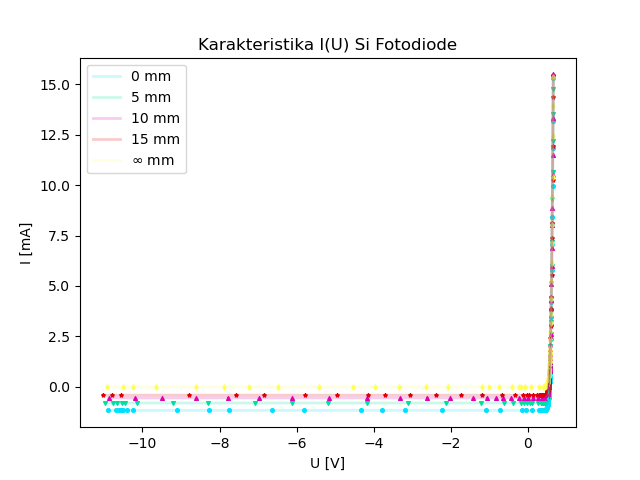 Karakteristika I(U) Si Fotodiode
15.0
12.5
10.0
7.5
5.0
2.5
0.0
I [mA]
0 mm
5 mm
10 mm
15 mm
∞ mm
−10
−8
−6
−4
−2
0
U [V]